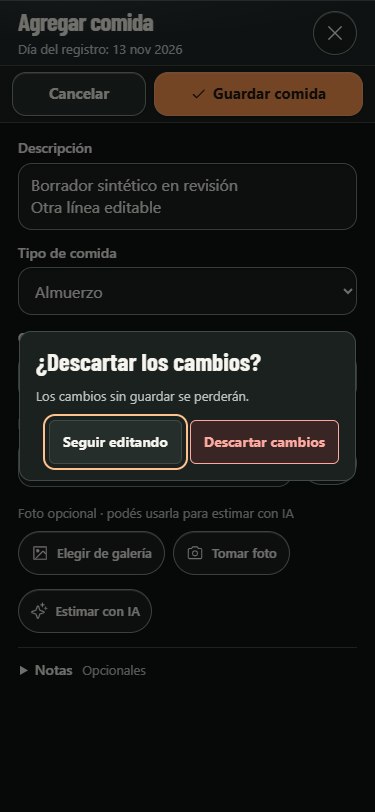 Agregar comida
Día del registro: 13 nov 2026
Cancelar
Guardar comida
Descripción
Borrador sintético en revisión
Otra línea editable
Tipo de comida
Almuerzo
¿Descartar los cambios?
Los cambios sin guardar se perderán.
Seguir editando
Descartar cambios
Foto opcional · podés usarla para estimar con IA
Elegir de galería
Tomar foto
Estimar con IA
Notas Opcionales